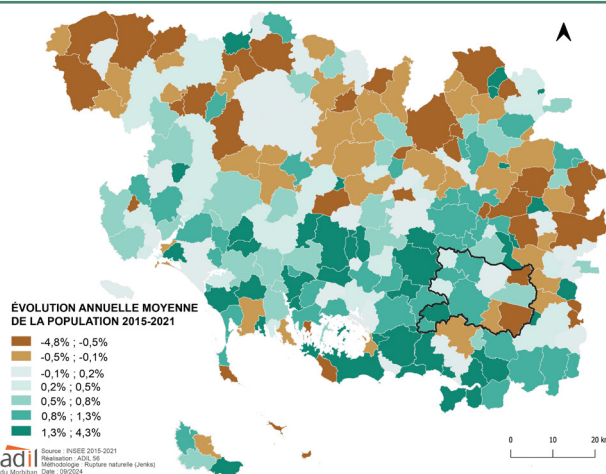 ÉVOLUTION ANNUELLE MOYENNE
DE LA POPULATION 2015-2021
-4,8% ; -0,5%
-0,5% ; -0,1%
-0,1% ; 0,2%
0,2% ; 0,5%
0,5% ; 0,8%
0,8% ; 1,3%
1,3% ; 4,3%
adil
du Morbihan
Source : INSEE 2015-2021
Réalisation : ADIL 56
Méthodologie : Rupture naturelle (Jenks)
Date : 09/2024
0 10 20 km